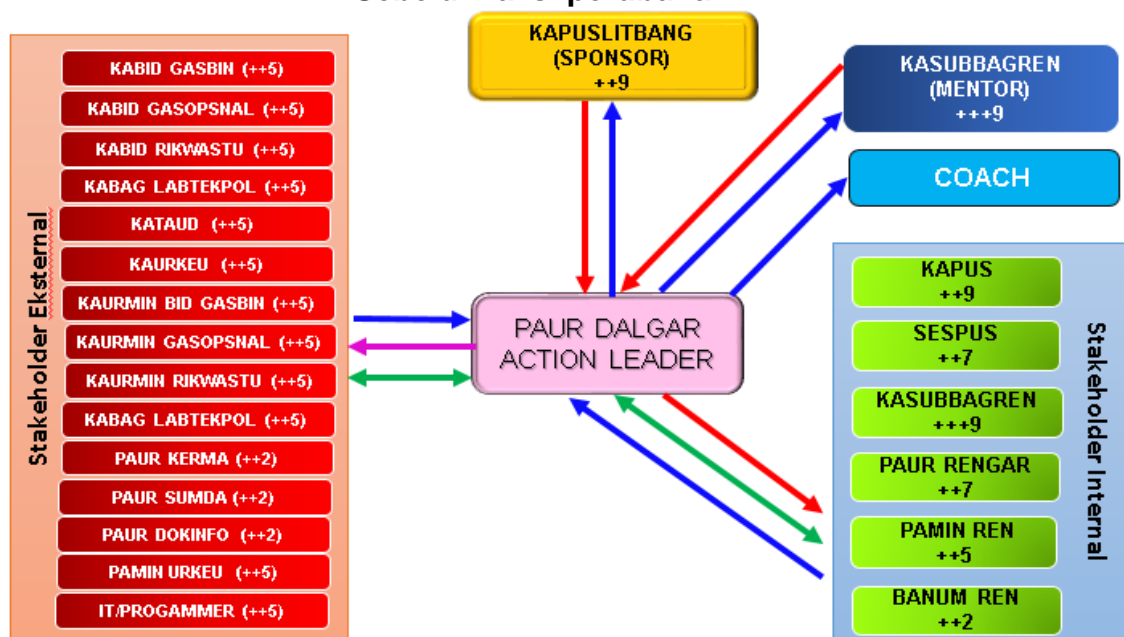 Stakeholder Eksternal
KABID GASBIN (++5)
KABID GASOPSNAL (++5)
KABID RIKWASTU (++5)
KABAG LABTEKPOL (++5)
KATAUD (++5)
KAURKEU (++5)
KAURMIN BID GASBIN (++5)
KAURMIN GASOPSNAL (++5)
KAURMIN RIKWASTU (++5)
KABAG LABTEKPOL (++5)
PAUR KERMA (++2)
PAUR SUMDA (++2)
PAUR DOKINFO (++2)
PAMIN URKEU (++5)
IT/PROGAMMER (++5)
KAPUSLITBANG
(SPONSOR)
++9
PAUR DALGAR
ACTION LEADER
KASUBBAGREN
(MENTOR)
+++9
COACH
KAPUS
++9
SESPUS
++7
KASUBBAGREN
+++9
PAUR RENGAR
++7
PAMIN REN
++5
BANUM REN
++2
Stakeholder Internal